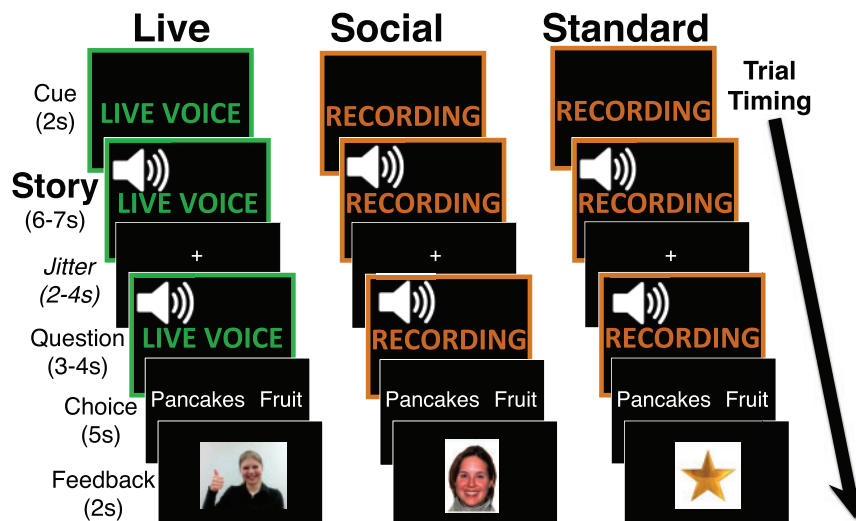 Live Social Standard
Trial
Timing
Cue
(2s)
LIVE VOICE RECORDING RECORDING
Story
(6-7s)
LIVE VOICE RECORDING RECORDING
Jitter
(2-4s)
+ + +
Question
(3-4s)
LIVE VOICE RECORDING RECORDING
Choice
(5s)
Pancakes Fruit Pancakes Fruit Pancakes Fruit
Feedback
(2s)